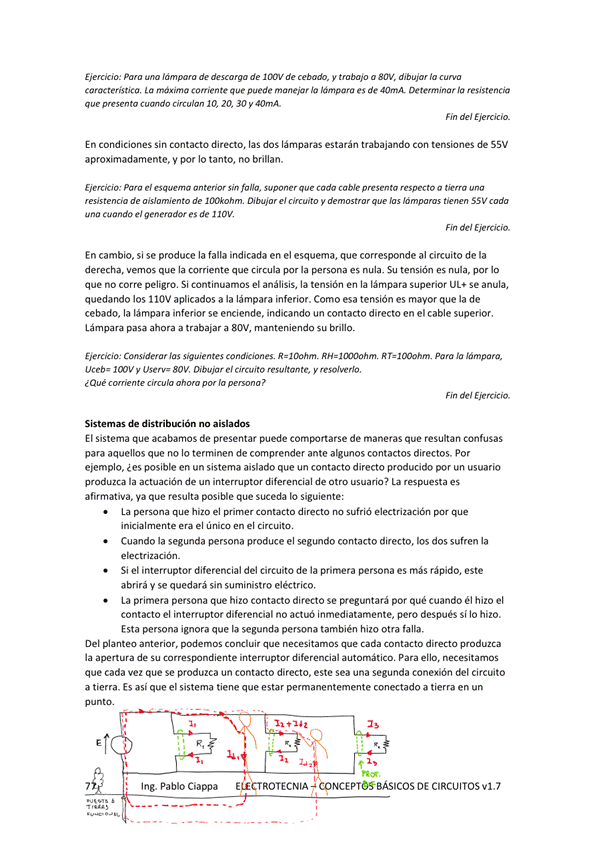 Ejercicio: Para una lámpara de descarga de 100V de cebado, y trabajo a 80V, dibujar la curva
característica. La máxima corriente que puede manejar la lámpara es de 40mA. Determinar la resistencia
que presenta cuando circulan 10, 20, 30 y 40mA.
Fin del Ejercicio.
En condiciones sin contacto directo, las dos lámparas estarán trabajando con tensiones de 55V
aproximadamente, y por lo tanto, no brillan.
Ejercicio: Para el esquema anterior sin falla, suponer que cada cable presenta respecto a tierra una
resistencia de aislamiento de 100kohm. Dibujar el circuito y demostrar que las lámparas tienen 55V cada
una cuando el generador es de 110V.
Fin del Ejercicio.
En cambio, si se produce la falla indicada en el esquema, que corresponde al circuito de la
derecha, vemos que la corriente que circula por la persona es nula. Su tensión es nula, por lo
que no corre peligro. Si continuamos el análisis, la tensión en la lámpara superior UL+ se anula,
quedando los 110V aplicados a la lámpara inferior. Como esa tensión es mayor que la de
cebado, la lámpara inferior se enciende, indicando un contacto directo en el cable superior.
Lámpara pasa ahora a trabajar a 80V, manteniendo su brillo.
Ejercicio: Considerar las siguientes condiciones. R=10ohm. RH=1000ohm. RT=100ohm. Para la lámpara,
Uceb= 100V y Userv= 80V. Dibujar el circuito resultante, y resolverlo.
¿Qué corriente circula ahora por la persona?
Fin del Ejercicio.
Sistemas de distribución no aislados
El sistema que acabamos de presentar puede comportarse de maneras que resultan confusas
para aquellos que no lo terminen de comprender ante algunos contactos directos. Por
ejemplo, ¿es posible en un sistema aislado que un contacto directo producido por un usuario
produzca la actuación de un interruptor diferencial de otro usuario? La respuesta es
afirmativa, ya que resulta posible que suceda lo siguiente:
• La persona que hizo el primer contacto directo no sufrió electrización por que
inicialmente era el único en el circuito.
• Cuando la segunda persona produce el segundo contacto directo, los dos sufren la
electrización.
• Si el interruptor diferencial del circuito de la primera persona es más rápido, este
abrirá y se quedará sin suministro eléctrico.
• La primera persona que hizo contacto directo se preguntará por qué cuando él hizo el
contacto el interruptor diferencial no actuó inmediatamente, pero después sí lo hizo.
Esta persona ignora que la segunda persona también hizo otra falla.
Del planteo anterior, podemos concluir que necesitamos que cada contacto directo produzca
la apertura de su correspondiente interruptor diferencial automático. Para ello, necesitamos
que cada vez que se produzca un contacto directo, este sea una segunda conexión del circuito
a tierra. Es así que el sistema tiene que estar permanentemente conectado a tierra en un
punto.
I1 I2+Id2 I3
E R1 Id1
I1 I2 Id2 I3
PROT.
77 Ing. Pablo Ciappa ELECTROTECNIA – CONCEPTOS BÁSICOS DE CIRCUITOS v1.7
PUESTA A
TIERRA
FUNCIONAL